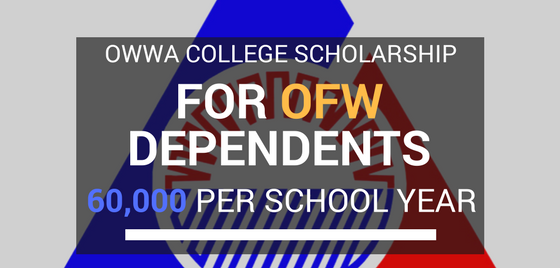 OWWA COLLEGE SCHOLARSHIP
FOR OFW
DEPENDENTS
60,000 PER SCHOOL YEAR